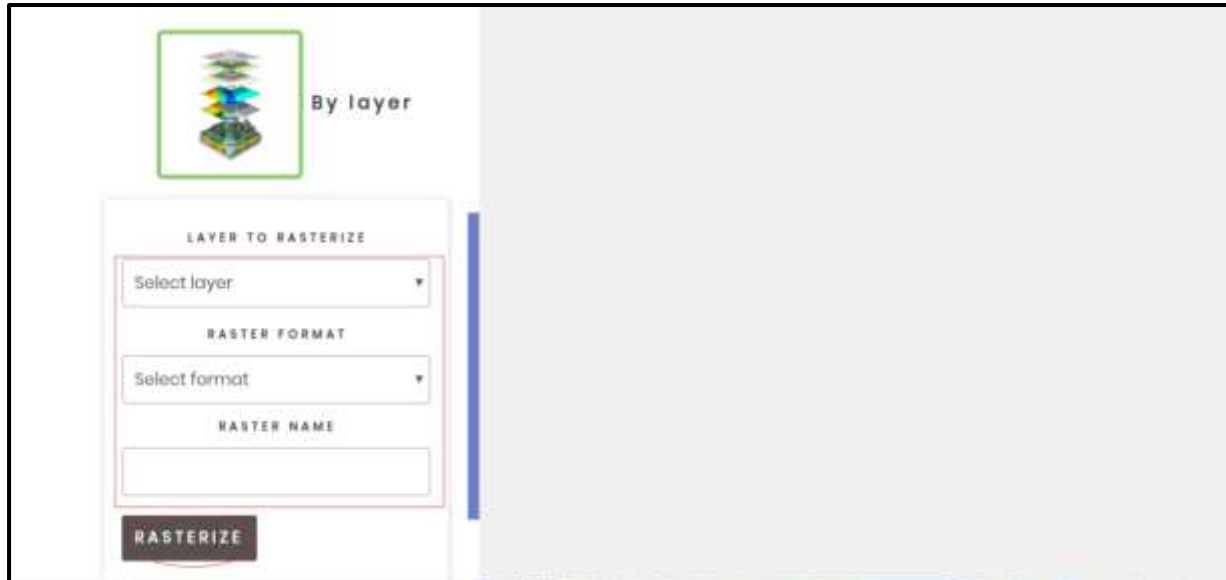 By layer
LAYER TO RASTERIZE
Select layer
RASTER FORMAT
Select format
RASTER NAME
RASTERIZE